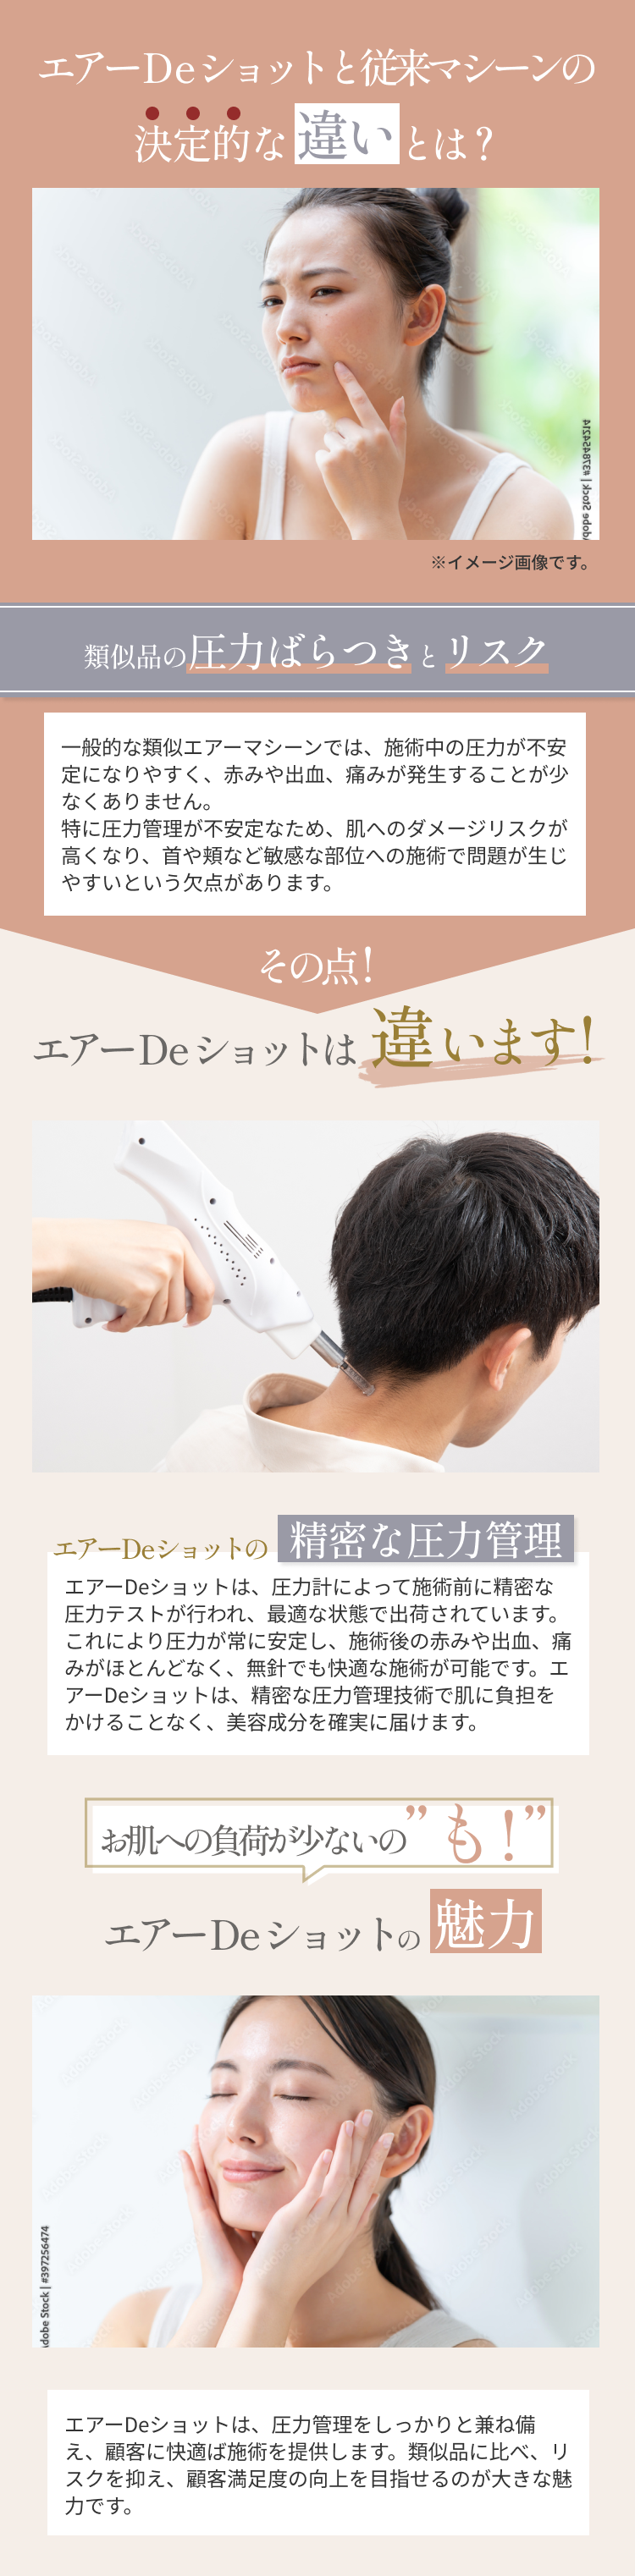 エアーDeショットと従来マシーンの
決定的な違いとは？
Adobe Stock | #373454214
※イメージ画像です。
類似品の圧力ばらつきとリスク
一般的な類似エアーマシーンでは、施術中の圧力が不安
定になりやすく、赤みや出血、痛みが発生することが少
なくありません。
特に圧力管理が不安定なため、肌へのダメージリスクが
高くなり、首や頬など敏感な部位への施術で問題が生じ
やすいという欠点があります。
その点！
エアーDeショットは違います！
エアーDeショットの精密な圧力管理
エアーDeショットは、圧力計によって施術前に精密な
圧力テストが行われ、最適な状態で出荷されています。
これにより圧力が常に安定し、施術後の赤みや出血、痛
みがほとんどなく、無針でも快適な施術が可能です。エ
アーDeショットは、精密な圧力管理技術で肌に負担を
かけることなく、美容成分を確実に届けます。
お肌への負荷が少ないの”も！”
エアーDeショットの魅力
Adobe Stock | #397256474
エアーDeショットは、圧力管理をしっかりと兼ね備
え、顧客に快適ば施術を提供します。類似品に比べ、リ
スクを抑え、顧客満足度の向上を目指せるのが大きな魅
力です。